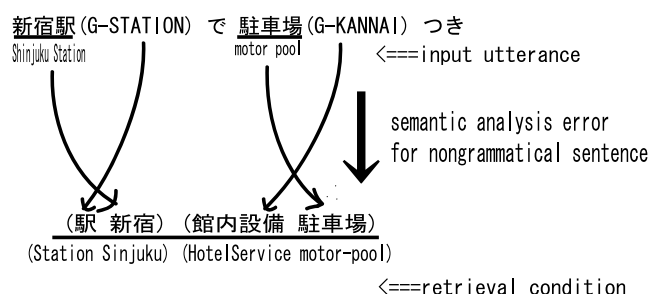 新宿駅(G-STATION) で 駐車場(G-KANNAI) つき
Shinjuku Station motor pool <===input utterance
semantic analysis error
for nongrammatical sentence
(駅 新宿) (館内設備 駐車場)
(Station Sinjuku) (HotelService motor-pool)
<===retrieval condition